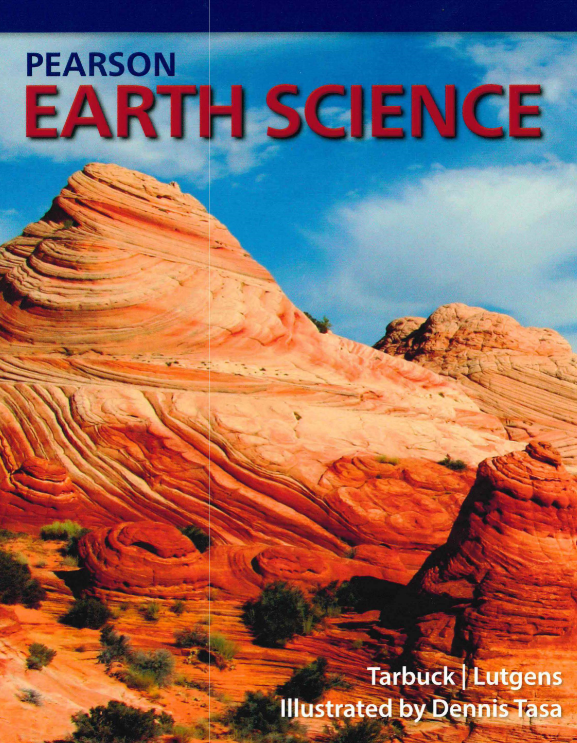 PEARSON
EARTH SCIENCE
Tarbuck | Lutgens
Illustrated by Dennis Tasa